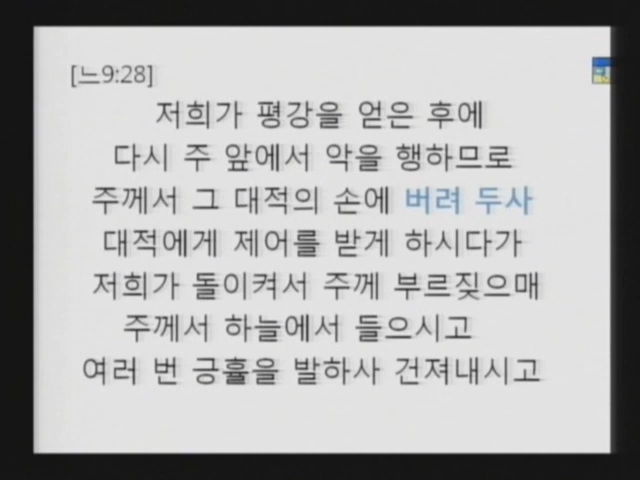 [느9:28]
저희가 평강을 얻은 후에
다시 주 앞에서 악을 행하므로
주께서 그 대적의 손에 버려 두사
대적에게 제어를 받게 하시다가
저희가 돌이켜서 주께 부르짖으매
주께서 하늘에서 들으시고
여러 번 긍휼을 발하사 건져내시고